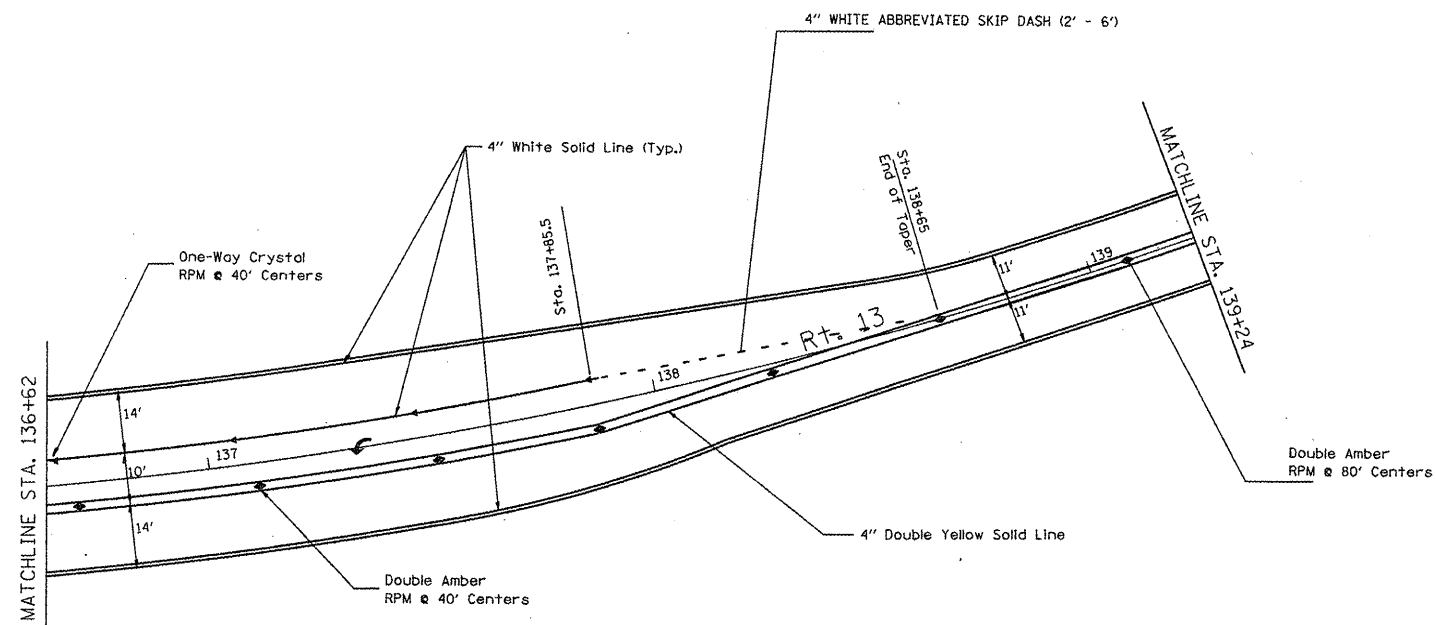 4" WHITE ABBREVIATED SKIP DASH (2' - 6')
4" White Solid Line (Typ.)
MATCHLINE STA. 139+24
Sta. 138+65
End of Taper
Sta. 137+85.5
One-Way Crystal
RPM @ 40' Centers
139
11'
11'
Rt. 13
138
MATCHLINE STA. 136+62
14'
137
10'
14'
Double Amber
RPM @ 80' Centers
4" Double Yellow Solid Line
Double Amber
RPM @ 40' Centers